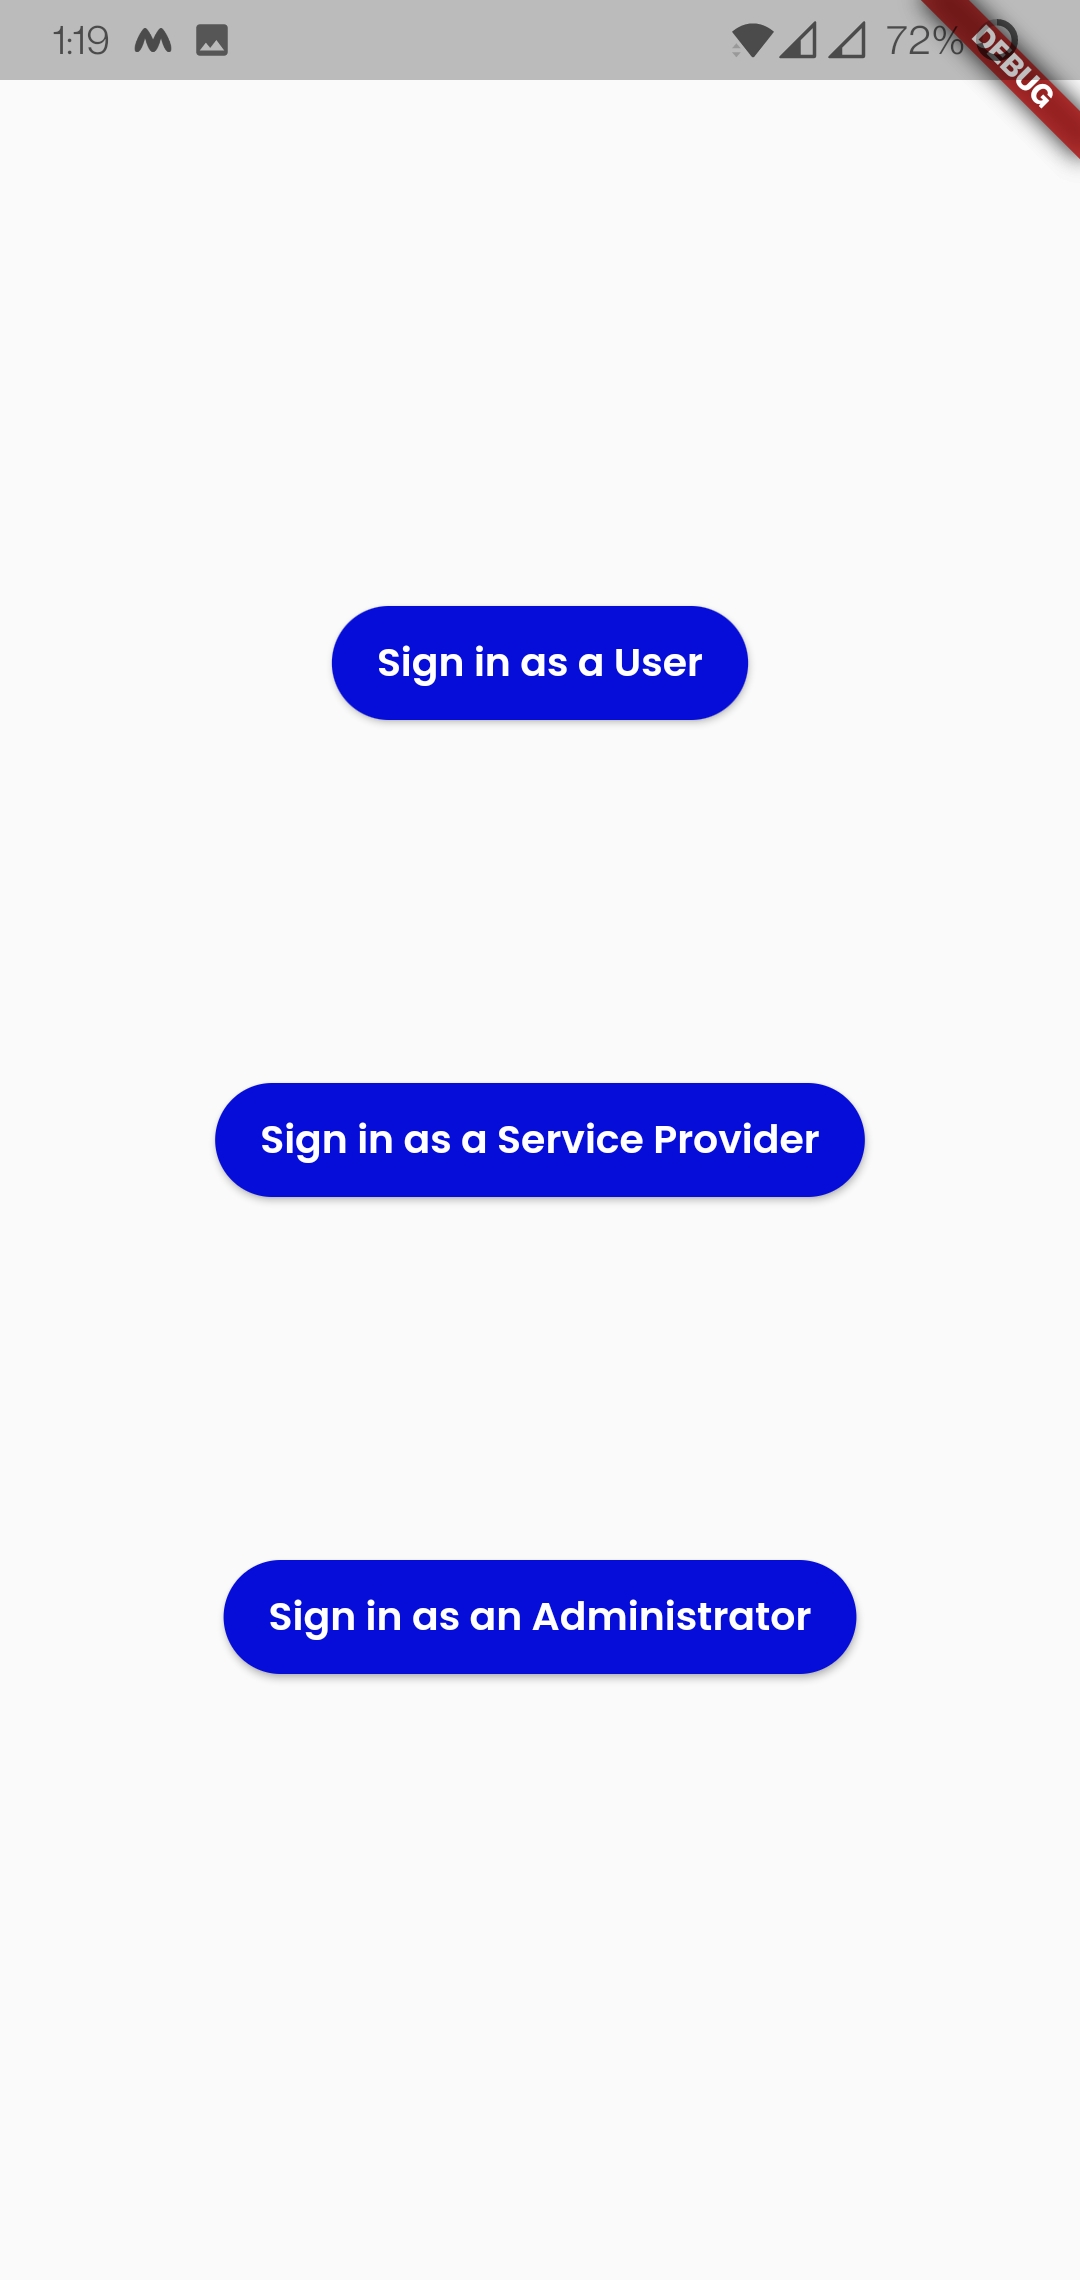 1:19
72%
DEBUG
Sign in as a User
Sign in as a Service Provider
Sign in as an Administrator